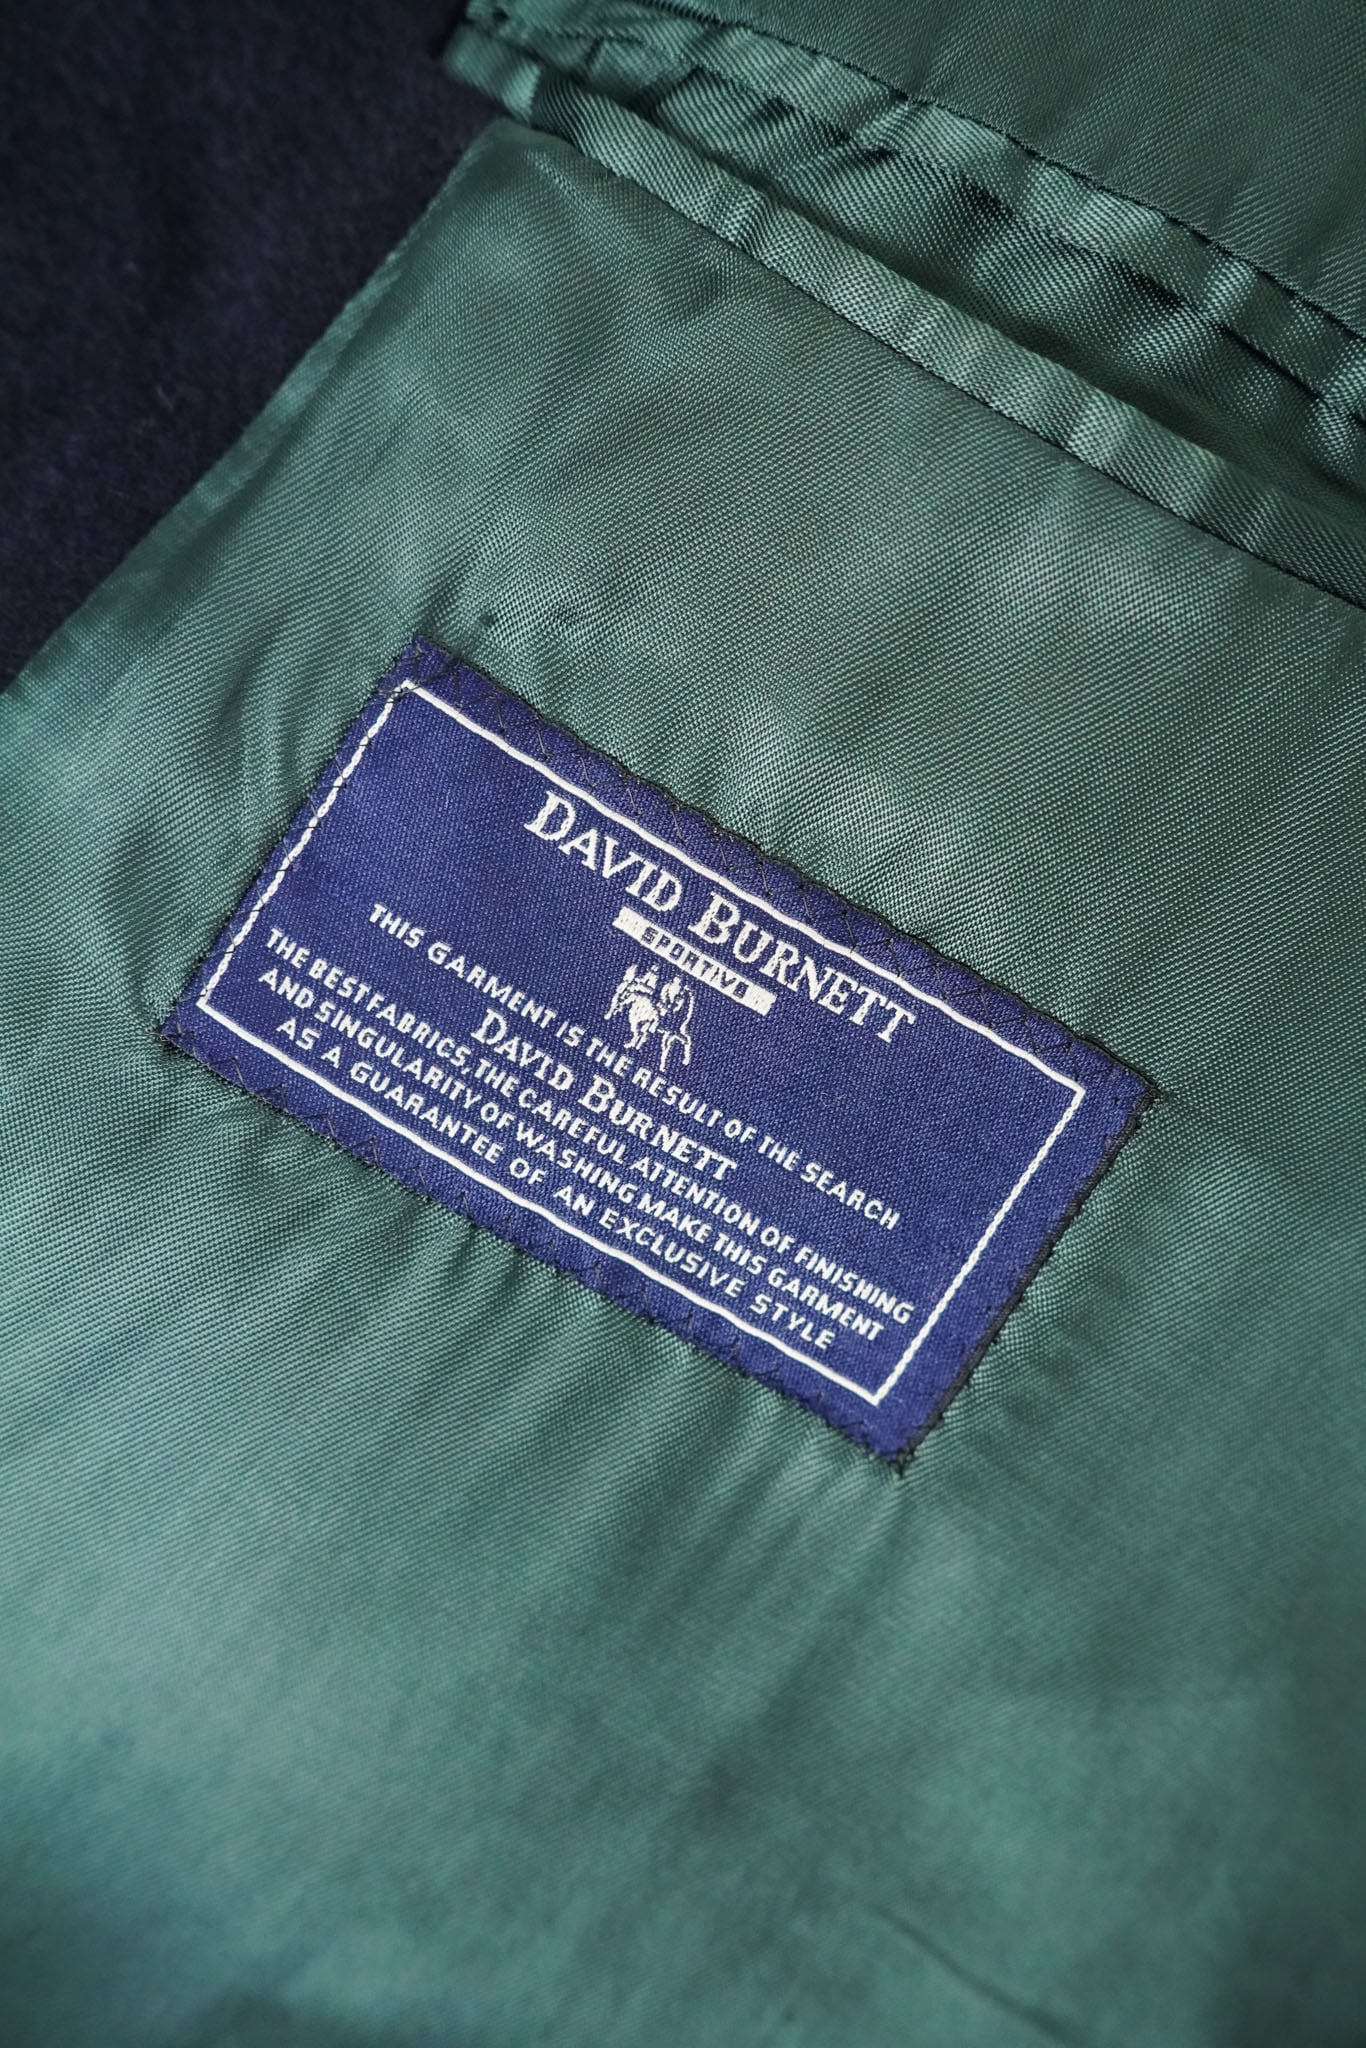 DAVID BURNETT
SPORTIVI
THIS GARMENT IS THE RESULT OF THE SEARCH
DAVID BURNETT
THE BEST FABRICS, THE CAREFUL ATTENTION OF FINISHING
AND SINGULARITY OF WASHING MAKE THIS GARMENT
AS A GUARANTEE OF AN EXCLUSIVE STYLE